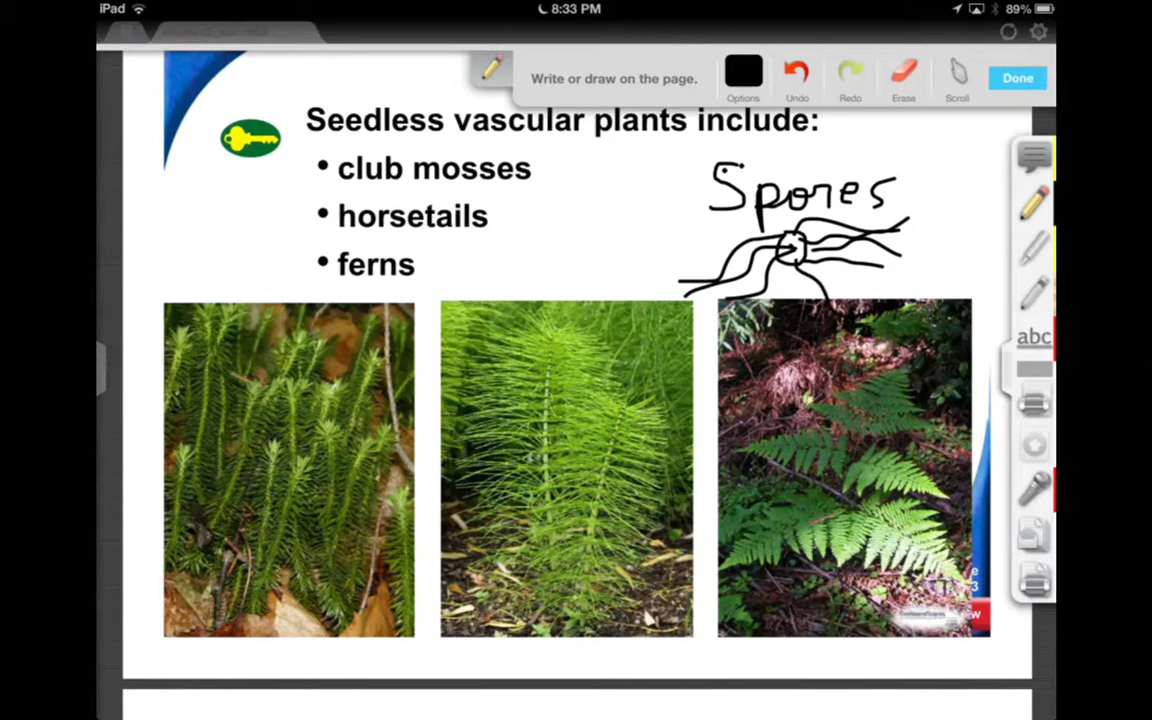 iPad 8:33 PM 89%
Write or draw on the page.
Options Undo Redo Erase Scroll Done
Seedless vascular plants include:
• club mosses
• horsetails
• ferns
Spores
abc
e
3
w